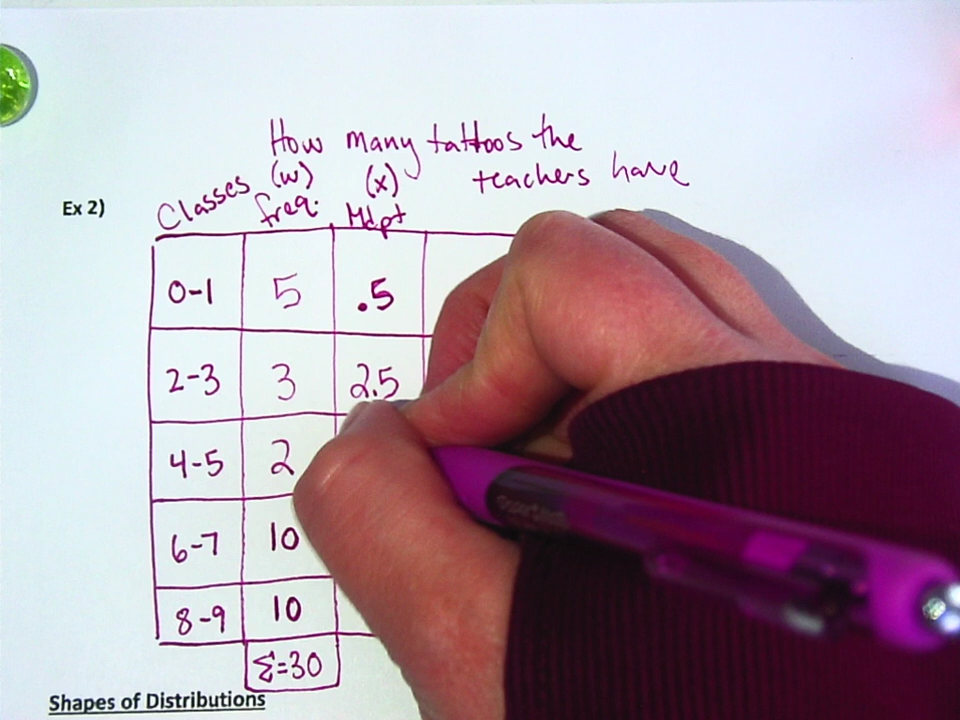 How many tattoos the
teachers have
Ex 2)
Classes (w) freq. (x) Mdpt
0-1 5 .5
2-3 3 2.5
4-5 2
6-7 10
8-9 10
Σ=30
Shapes of Distributions